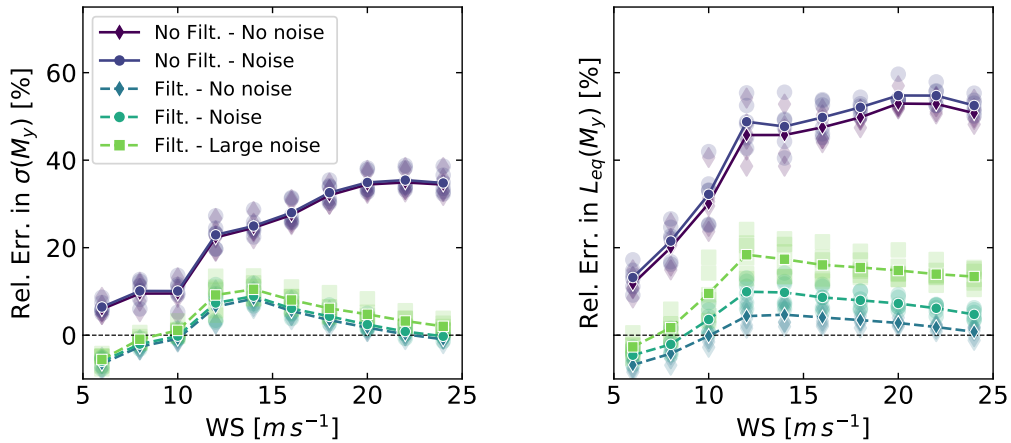 Rel. Err. in σ(M_y) [%]
60
40
20
0
No Filt. - No noise
No Filt. - Noise
Filt. - No noise
Filt. - Noise
Filt. - Large noise
5 10 15 20 25
WS [m s⁻¹]
Rel. Err. in L_eq(M_y) [%]
5 10 15 20 25
WS [m s⁻¹]